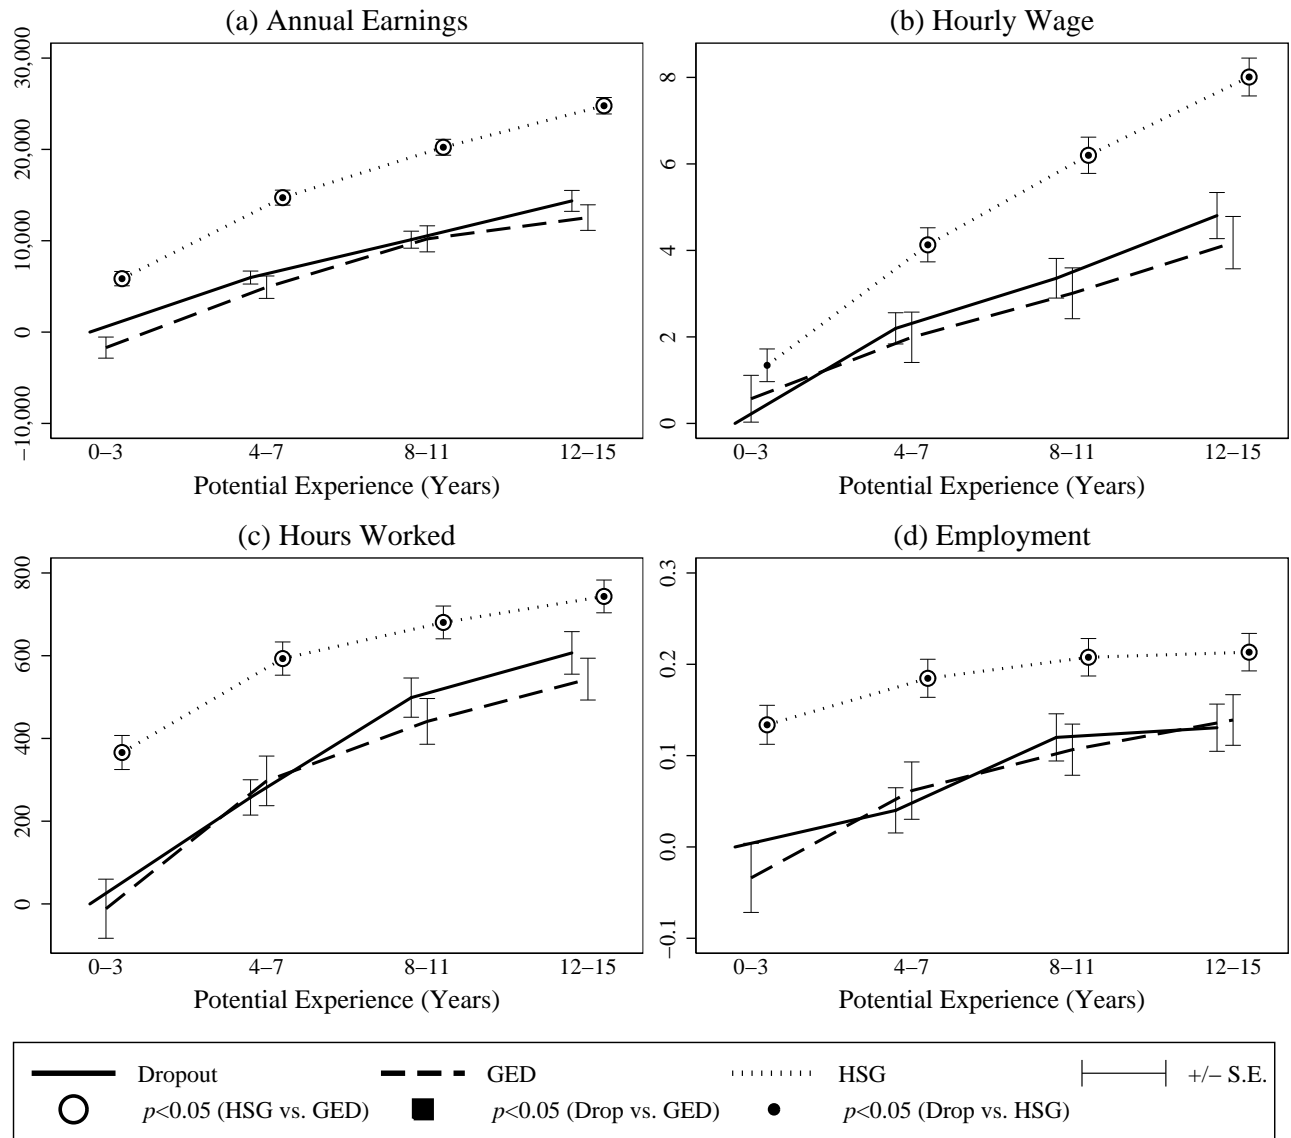 (a) Annual Earnings
30,000
20,000
10,000
0
−10,000
0–3 4–7 8–11 12–15
Potential Experience (Years)
(b) Hourly Wage
8
6
4
2
0
0–3 4–7 8–11 12–15
Potential Experience (Years)
(c) Hours Worked
800
600
400
200
0
0–3 4–7 8–11 12–15
Potential Experience (Years)
(d) Employment
0.3
0.2
0.1
0.0
−0.1
0–3 4–7 8–11 12–15
Potential Experience (Years)
Dropout GED HSG +/− S.E.
p<0.05 (HSG vs. GED) p<0.05 (Drop vs. GED) p<0.05 (Drop vs. HSG)